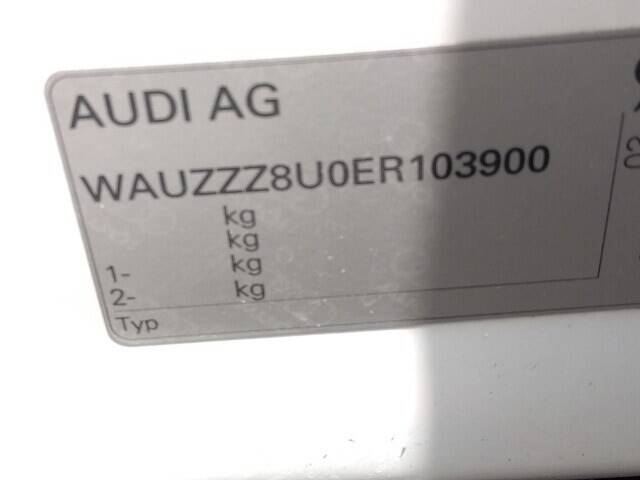 AUDI AG
WAUZZZ8U0ER103900
kg
kg
1- kg
2- kg
Typ